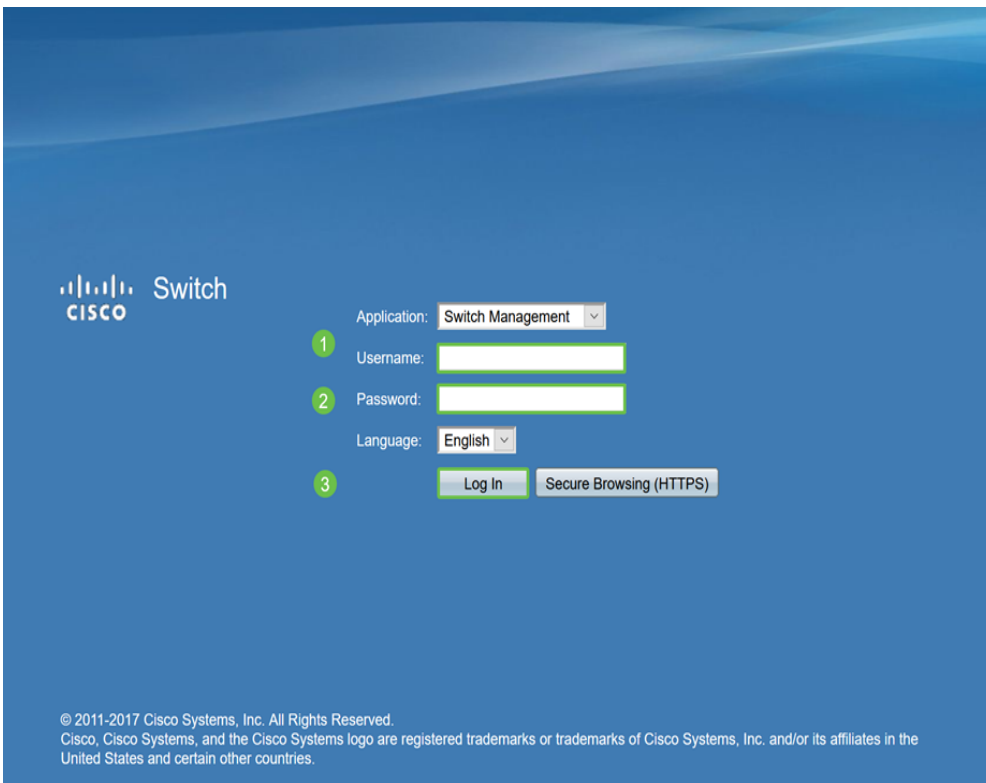 CISCO Switch
Application: Switch Management
1
Username:
2 Password:
Language: English
3 Log In Secure Browsing (HTTPS)
© 2011-2017 Cisco Systems, Inc. All Rights Reserved.
Cisco, Cisco Systems, and the Cisco Systems logo are registered trademarks or trademarks of Cisco Systems, Inc. and/or its affiliates in the
United States and certain other countries.